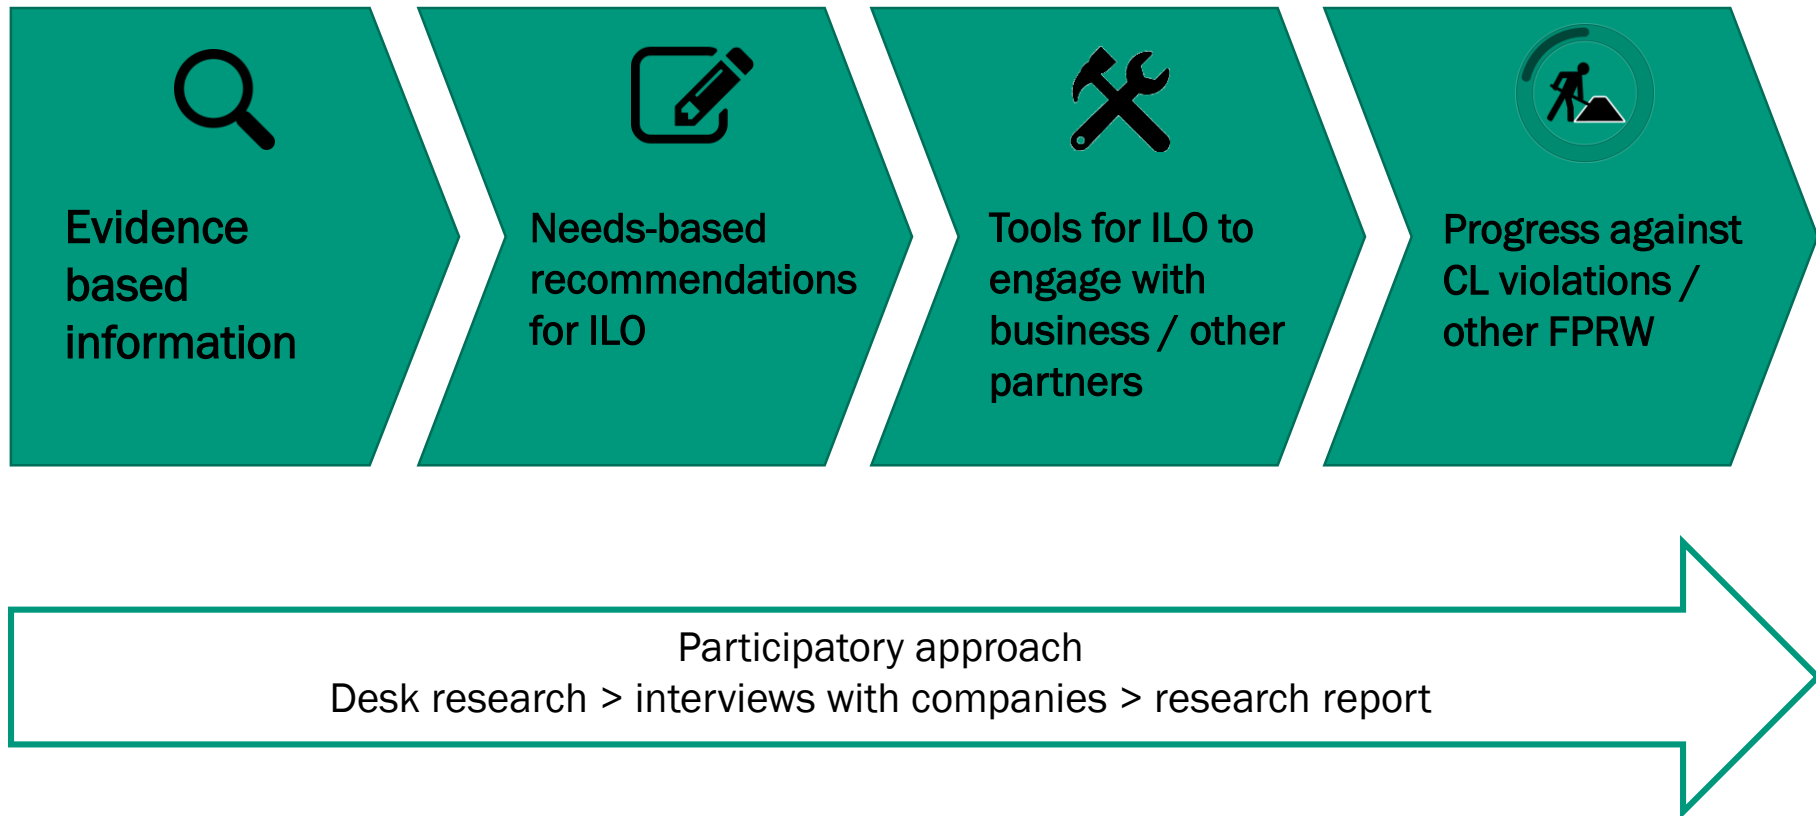 Evidence
based
information
Needs-based
recommendations
for ILO
Tools for ILO to
engage with
business / other
partners
Progress against
CL violations /
other FPRW
Participatory approach
Desk research > interviews with companies > research report